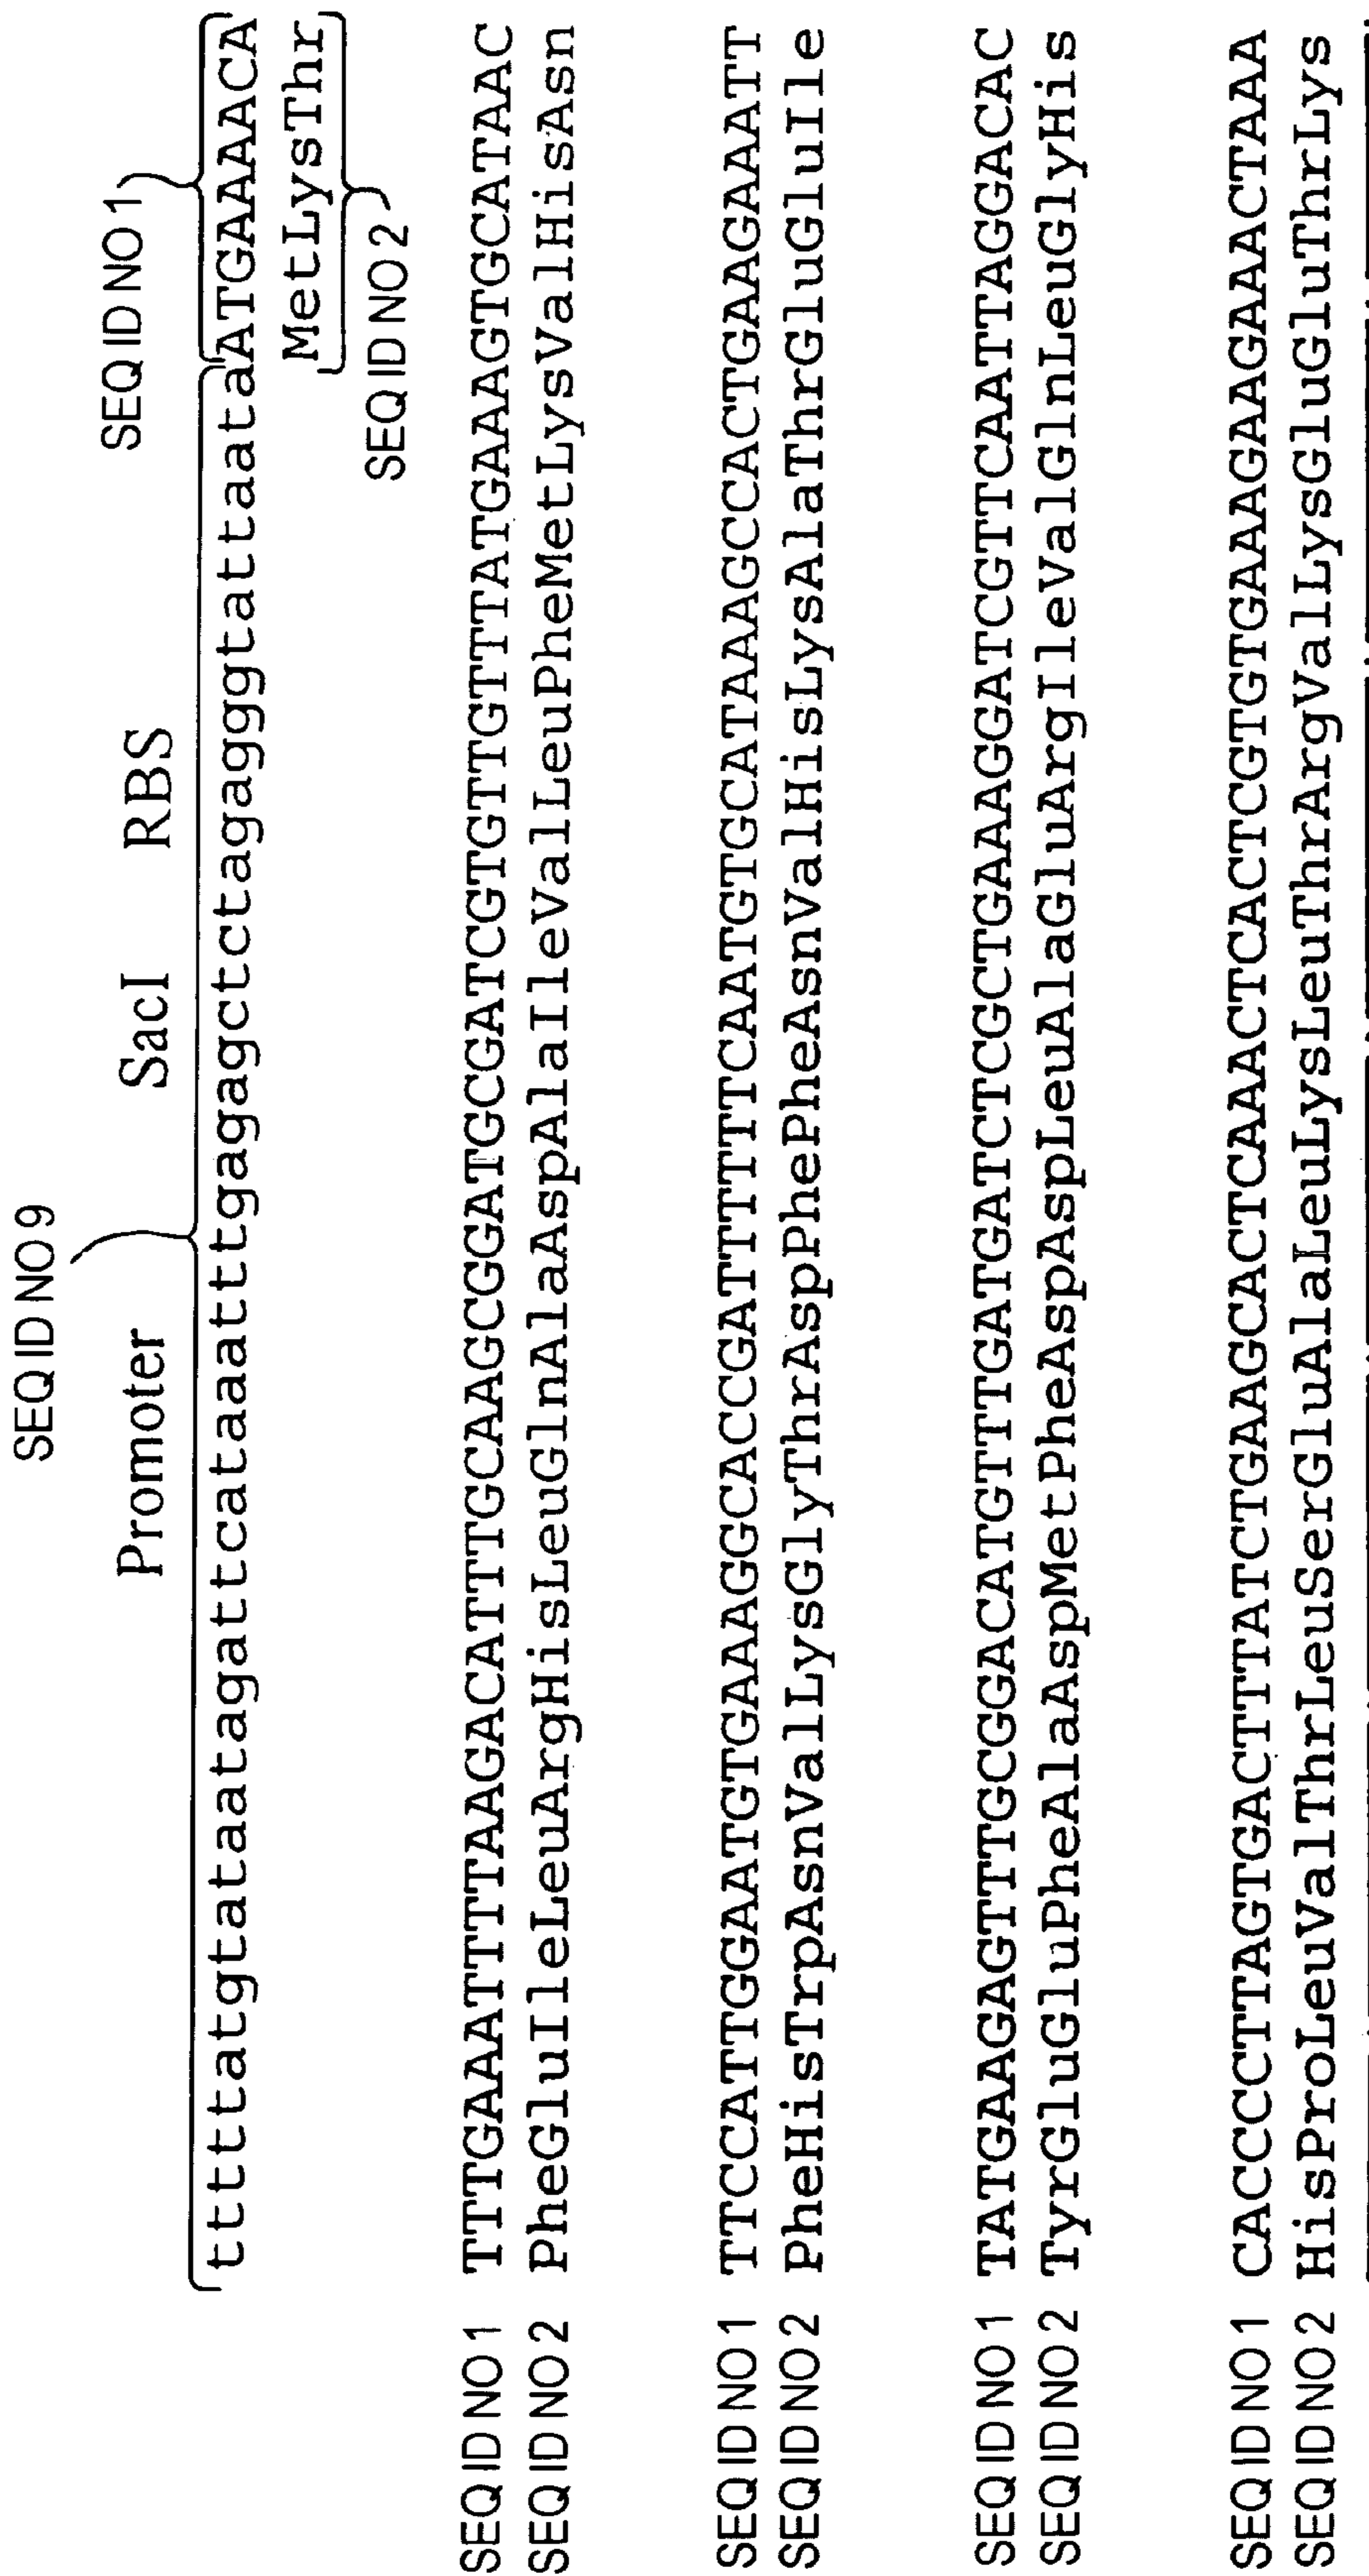 SEQ ID NO 9
SEQ ID NO 1
Promoter SacI RBS
tttttatgtataatagattcataaatttgagagctctagagggtattaataATGAAAACA
MetLysThr
SEQ ID NO 2
SEQ ID NO 1 TTTGAAATTTTAAGACATTTGCAAGCGGATGCGATCGTGTTGTTTATGAAAGTGCATAAC
SEQ ID NO 2 PheGluIleLeuArgHisLeuGlnAlaAspAlaIleValLeuPheMetLysValHisAsn
SEQ ID NO 1 TTCCATTGGAATGTGAAAGGCACCGATTTTTTCAATGTGCATAAAGCCACTGAAGAAATT
SEQ ID NO 2 PheHisTrpAsnValLysGlyThrAspPhePheAsnValHisLysAlaThrGluGluIle
SEQ ID NO 1 TATGAAGAGTTTGCGGACATGTTTGATGATCTCGCTGAAAGGATCGTTCAATTAGGACAC
SEQ ID NO 2 TyrGluGluPheAlaAspMetPheAspAspLeuAlaGluArgIleValGlnLeuGlyHis
SEQ ID NO 1 CACCCCTTAGTGACTTTATCTGAAGCACTCAAACTCACTCGTGTGAAAGAAGAAACTAAA
SEQ ID NO 2 HisProLeuValThrLeuSerGluAlaLeuLysLeuThrArgValLysGluGluThrLys